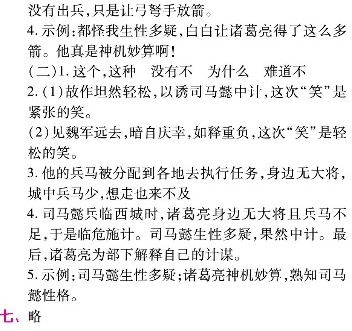 没有出兵,只是让弓弩手放箭。
4. 示例:都怪我生性多疑,白白让诸葛亮得了这么多
箭。他真是神机妙算啊!
(二)1. 这个,这种 没有不 为什么 难道不
2. (1)故作坦然轻松,以诱司马懿中计,这次“笑”是
紧张的笑。
(2)见魏军远去,暗自庆幸,如释重负,这次“笑”是轻
松的笑。
3. 他的兵马被分配到各地去执行任务,身边无大将,
城中兵马少,想走也来不及
4. 司马懿兵临西城时,诸葛亮身边无大将且兵马不
足,于是临危施计。司马懿生性多疑,果然中计。最
后,诸葛亮为部下解释自己的计谋。
5. 示例:司马懿生性多疑;诸葛亮神机妙算,熟知司马
懿性格。
七、略